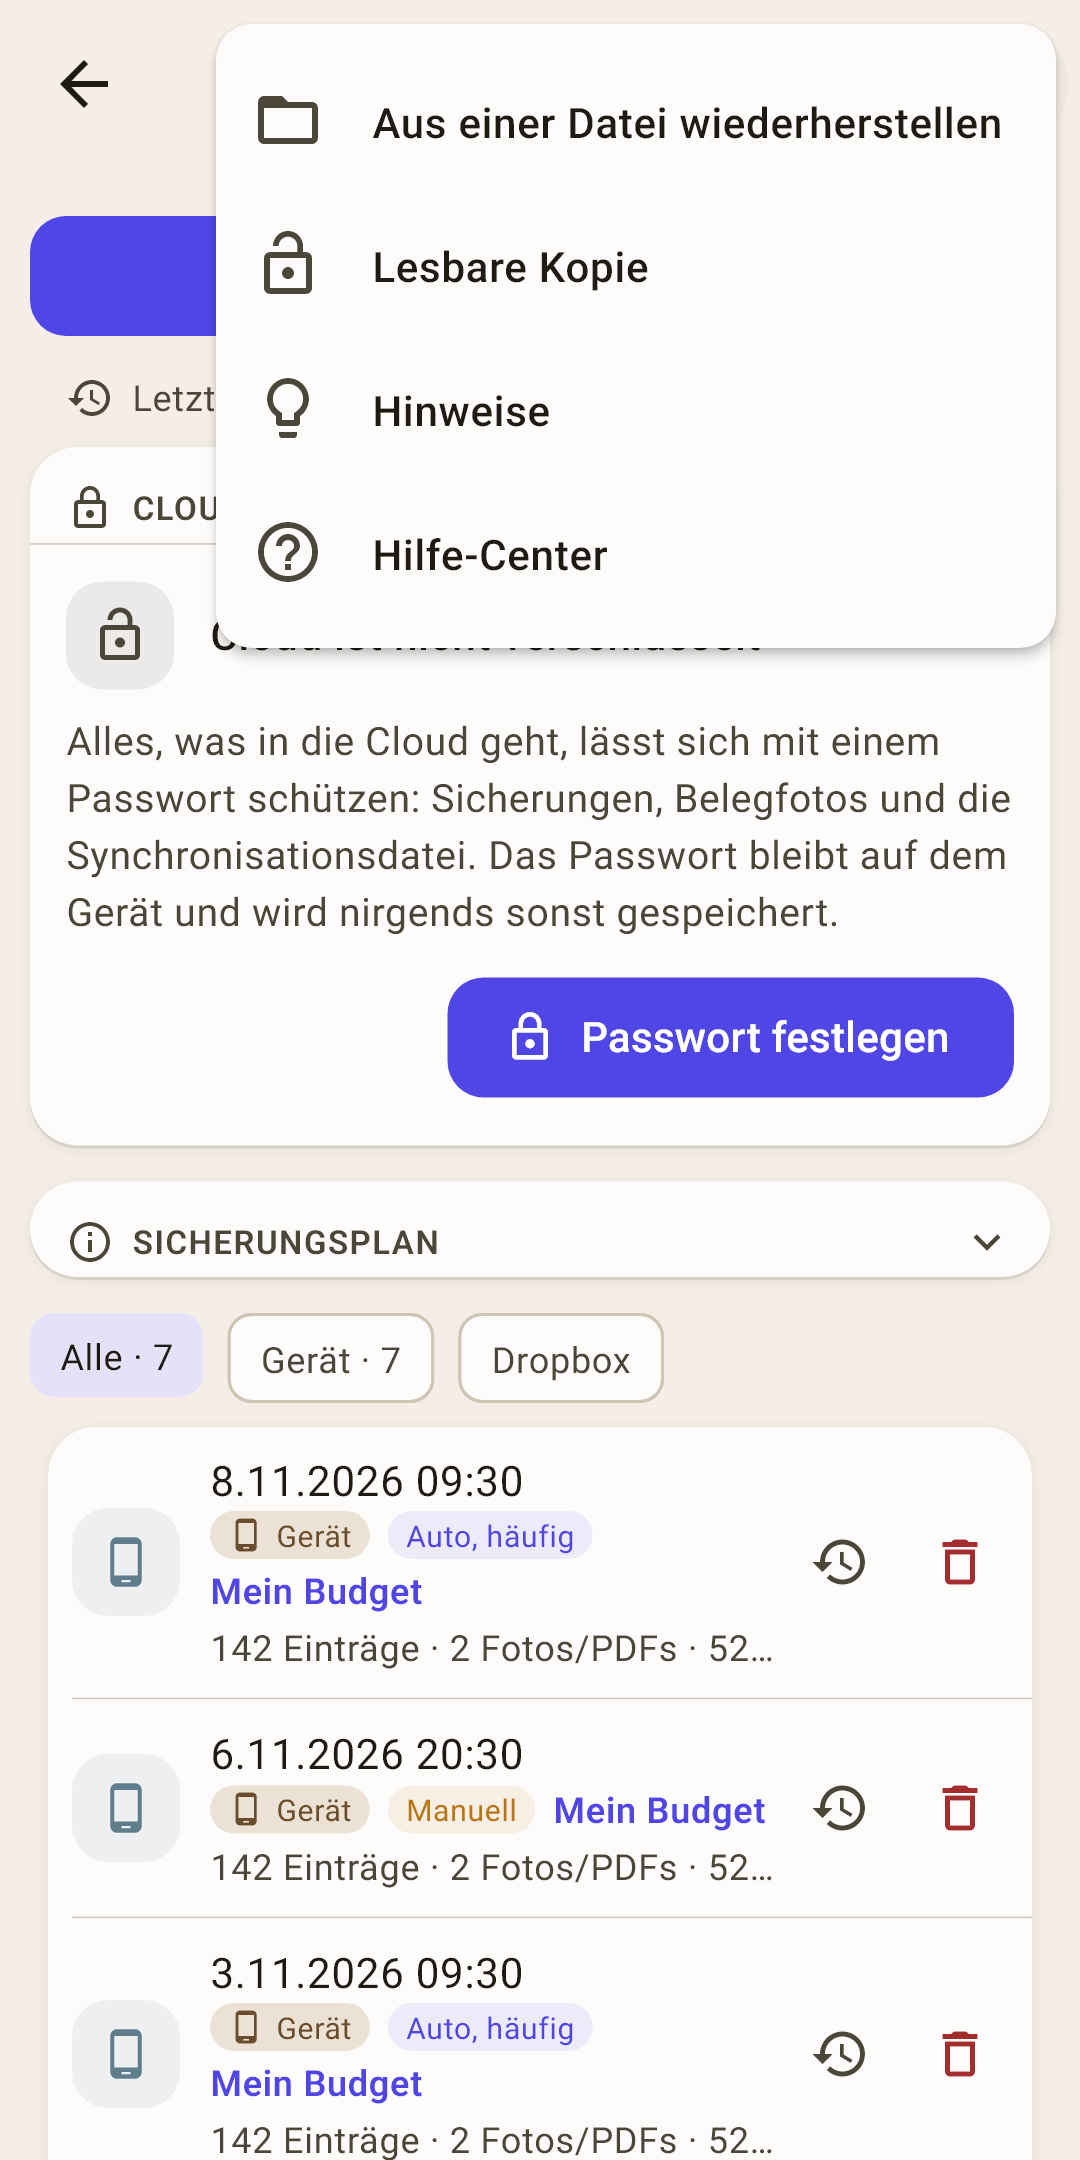 Aus einer Datei wiederherstellen
Lesbare Kopie
Hinweise
Hilfe-Center
Alles, was in die Cloud geht, lässt sich mit einem
Passwort schützen: Sicherungen, Belegfotos und die
Synchronisationsdatei. Das Passwort bleibt auf dem
Gerät und wird nirgends sonst gespeichert.
Passwort festlegen
SICHERUNGSPLAN
Alle · 7
Gerät · 7
Dropbox
8.11.2026 09:30
Gerät
Auto, häufig
Mein Budget
142 Einträge · 2 Fotos/PDFs · 52…
6.11.2026 20:30
Gerät
Manuell
Mein Budget
142 Einträge · 2 Fotos/PDFs · 52…
3.11.2026 09:30
Gerät
Auto, häufig
Mein Budget
142 Einträge · 2 Fotos/PDFs · 52…